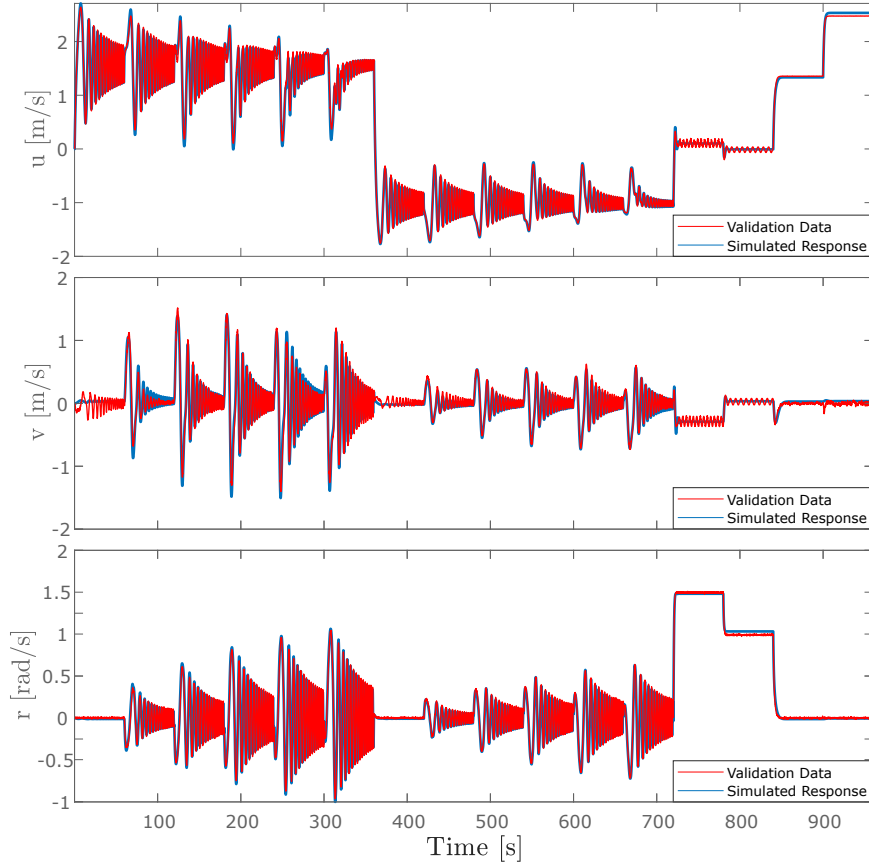 2
1
0
-1
-2
u [m/s]
Validation Data
Simulated Response
2
1
0
-1
-2
v [m/s]
Validation Data
Simulated Response
2
1.5
1
0.5
0
-0.5
-1
r [rad/s]
Validation Data
Simulated Response
100 200 300 400 500 600 700 800 900
Time [s]